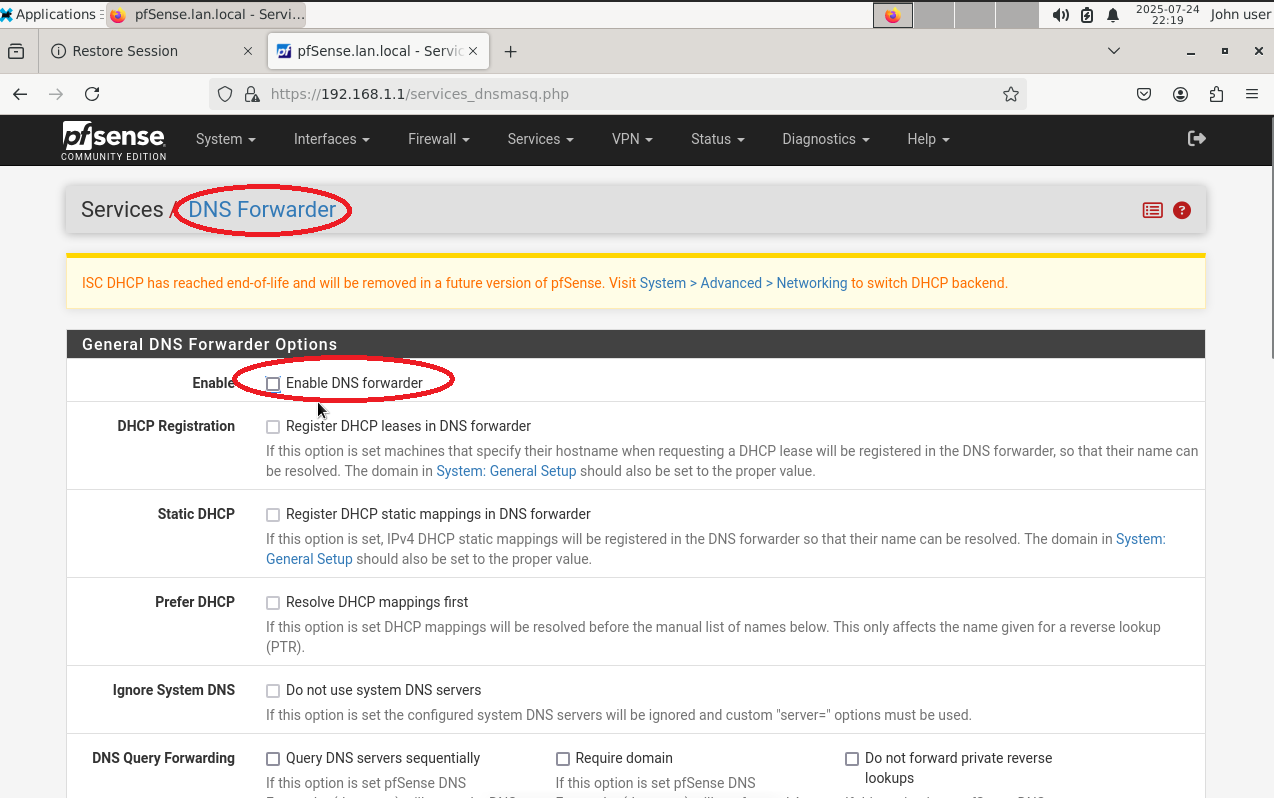 Applications
pfSense.lan.local - Servi...
2025-07-24
22:19
John user
Restore Session
pfSense.lan.local - Servic
https://192.168.1.1/services_dnsmasq.php
pfsense
COMMUNITY EDITION
System
Interfaces
Firewall
Services
VPN
Status
Diagnostics
Help
Services / DNS Forwarder
ISC DHCP has reached end-of-life and will be removed in a future version of pfSense. Visit System > Advanced > Networking to switch DHCP backend.
General DNS Forwarder Options
Enable
Enable DNS forwarder
DHCP Registration
Register DHCP leases in DNS forwarder
If this option is set machines that specify their hostname when requesting a DHCP lease will be registered in the DNS forwarder, so that their name can
be resolved. The domain in System: General Setup should also be set to the proper value.
Static DHCP
Register DHCP static mappings in DNS forwarder
If this option is set, IPv4 DHCP static mappings will be registered in the DNS forwarder so that their name can be resolved. The domain in System:
General Setup should also be set to the proper value.
Prefer DHCP
Resolve DHCP mappings first
If this option is set DHCP mappings will be resolved before the manual list of names below. This only affects the name given for a reverse lookup
(PTR).
Ignore System DNS
Do not use system DNS servers
If this option is set the configured system DNS servers will be ignored and custom "server=" options must be used.
DNS Query Forwarding
Query DNS servers sequentially
If this option is set pfSense DNS
Require domain
If this option is set pfSense DNS
Do not forward private reverse
lookups